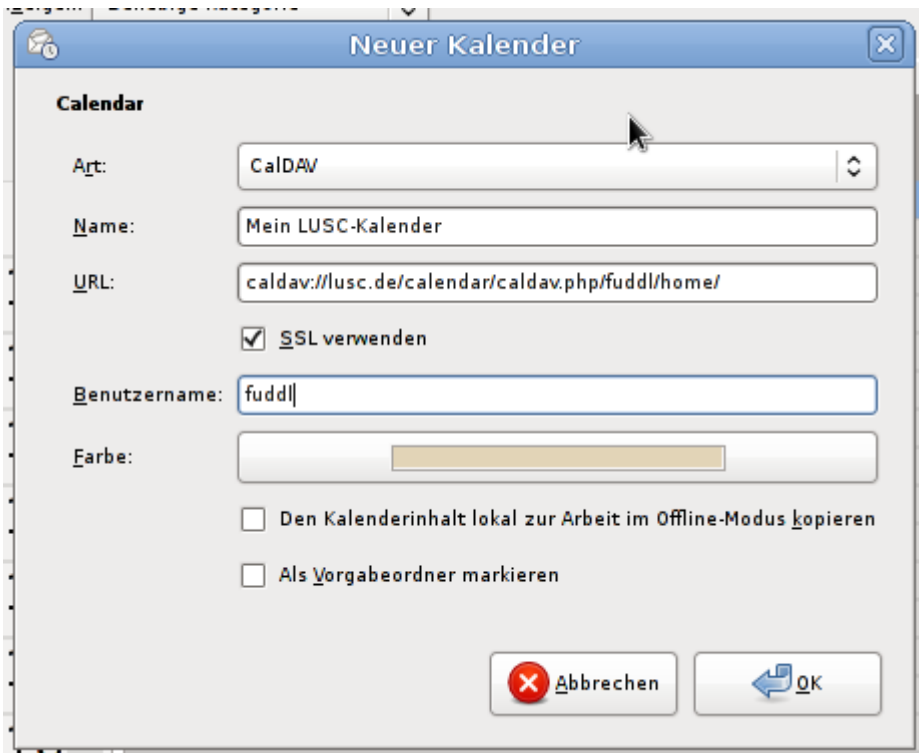 Neuer Kalender
Calendar
Art: CalDAV
Name: Mein LUSC-Kalender
URL: caldav://lusc.de/calendar/caldav.php/fuddl/home/
SSL verwenden
Benutzername: fuddl
Farbe:
Den Kalenderinhalt lokal zur Arbeit im Offline-Modus kopieren
Als Vorgabeordner markieren
Abbrechen OK